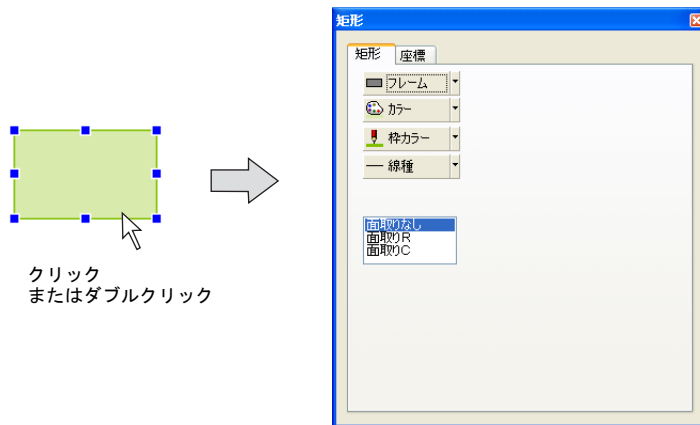 クリック
またはダブルクリック
矩形
矩形
座標
フレーム
カラー
枠カラー
線種
面取りなし
面取りR
面取りC